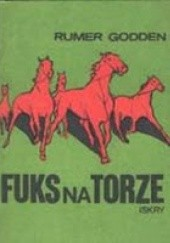 RUMER GODDEN
FUKS NA TORZE
ISKRY